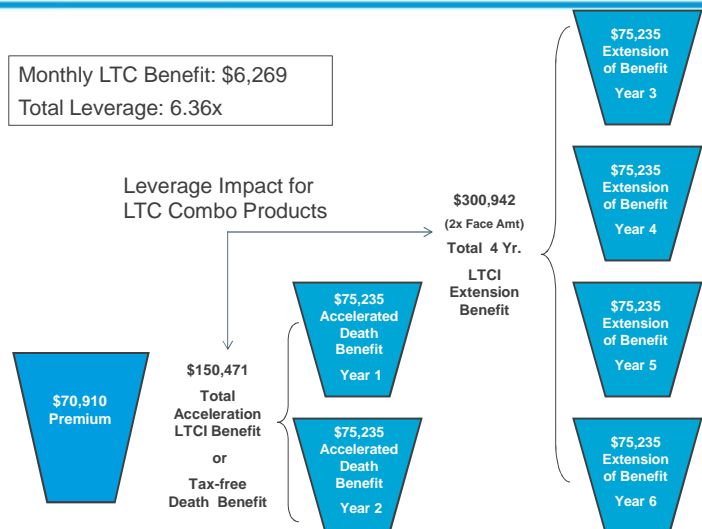 Monthly LTC Benefit: $6,269
Total Leverage: 6.36x
Leverage Impact for
LTC Combo Products
$70,910
Premium
$150,471
Total
Acceleration
LTCI Benefit
or
Tax-free
Death Benefit
$75,235
Accelerated
Death
Benefit
Year 1
$75,235
Accelerated
Death
Benefit
Year 2
$300,942
(2x Face Amt)
Total 4 Yr.
LTCI
Extension
Benefit
$75,235
Extension
of Benefit
Year 3
$75,235
Extension
of Benefit
Year 4
$75,235
Extension
of Benefit
Year 5
$75,235
Extension
of Benefit
Year 6